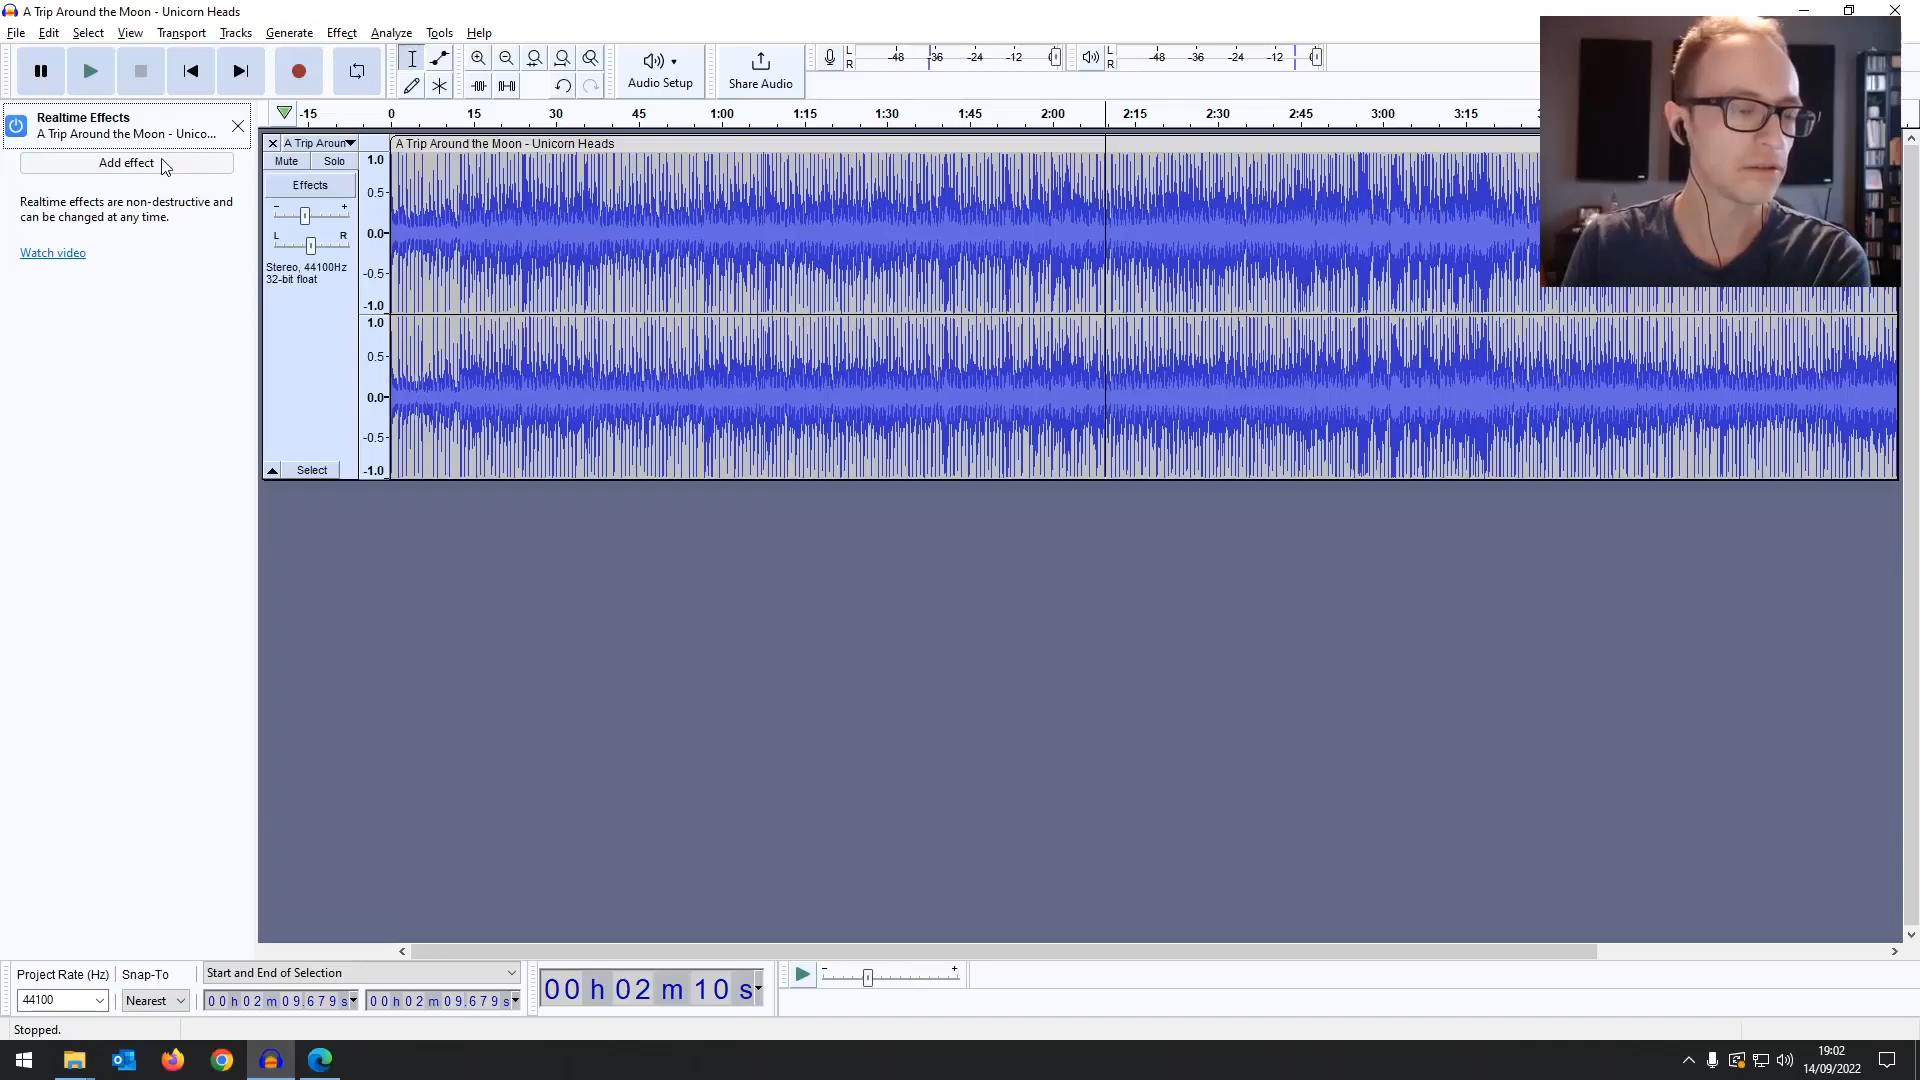 A Trip Around the Moon - Unicorn Heads
File Edit Select View Transport Tracks Generate Effect Analyze Tools Help
Audio Setup
Share Audio
L
R
-48 -36 -24 -12 0
L
R
-48 -36 -24 -12 0
Realtime Effects
A Trip Around the Moon - Unico...
Add effect
Realtime effects are non-destructive and
can be changed at any time.
Watch video
-15 0 15 30 45 1:00 1:15 1:30 1:45 2:00 2:15 2:30 2:45 3:00 3:15
A Trip Aroun
A Trip Around the Moon - Unicorn Heads
Mute Solo
Effects
- +
L R
Stereo, 44100Hz
32-bit float
Select
1.0
0.5
0.0
-0.5
-1.0
1.0
0.5
0.0
-0.5
-1.0
Project Rate (Hz) Snap-To Start and End of Selection
44100 Nearest 00 h 02 m 09.679 s 00 h 02 m 09.679 s
00 h 02 m 10 s
- +
Stopped.
19:02
14/09/2022